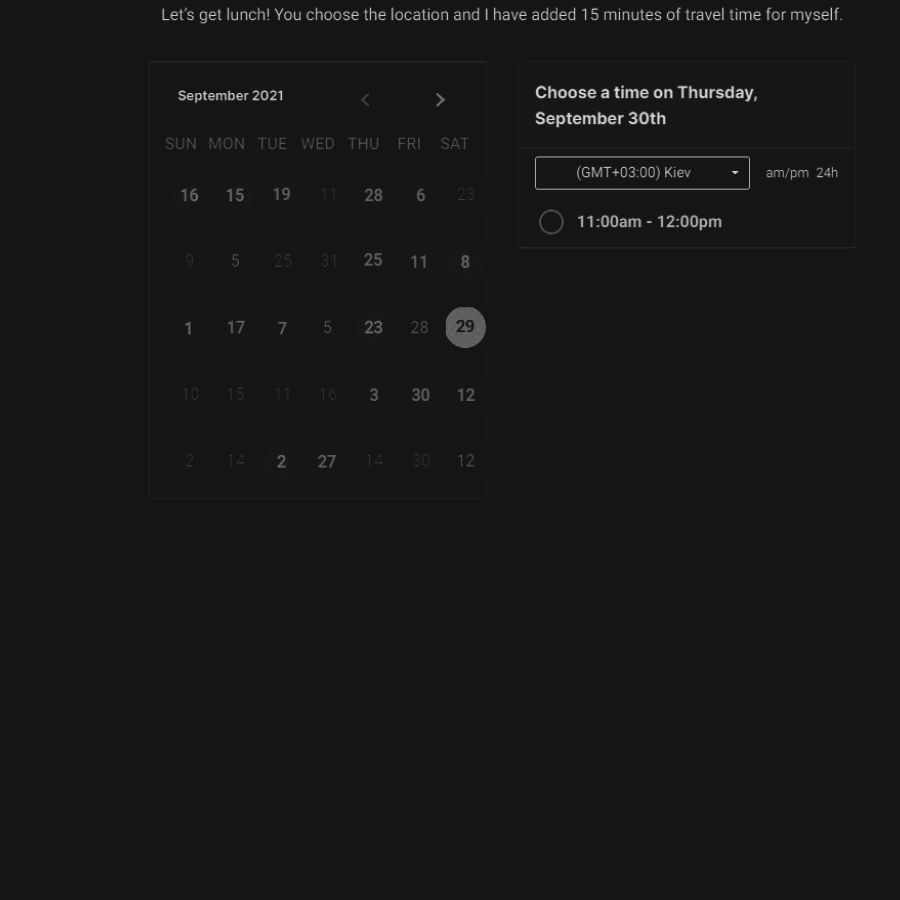 Let's get lunch! You choose the location and I have added 15 minutes of travel time for myself.
September 2021
SUN MON TUE WED THU FRI SAT
16 15 19 11 28 6 23
9 5 25 31 25 11 8
1 17 7 5 23 28 29
10 15 11 16 3 30 12
2 14 2 27 14 30 12
Choose a time on Thursday,
September 30th
(GMT+03:00) Kiev am/pm 24h
11:00am - 12:00pm